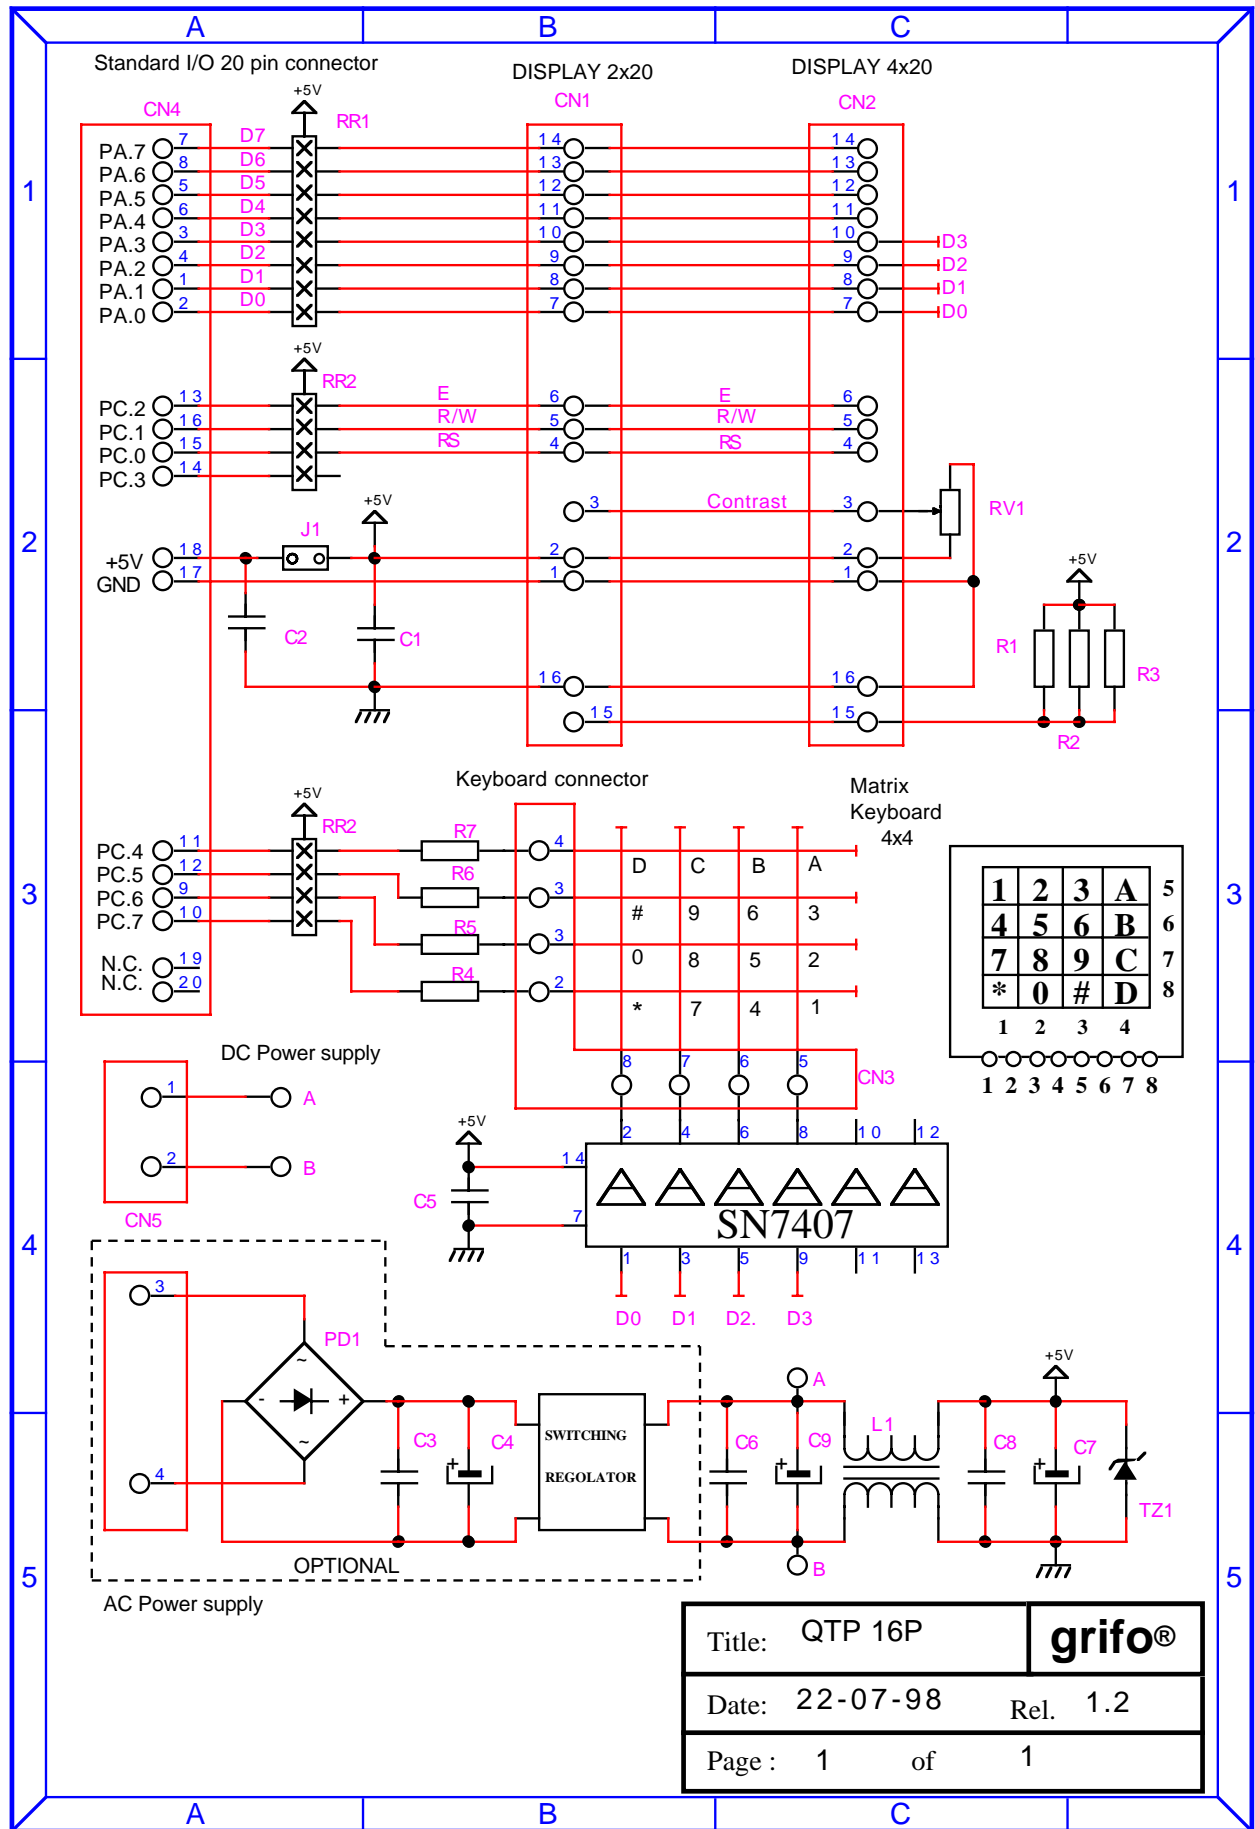 A B C
Standard I/O 20 pin connector
DISPLAY 2x20
DISPLAY 4x20
+5V
CN4 RR1 CN1 CN2
PA.7 7 D7 14 14
PA.6 8 D6 13 13
PA.5 5 D5 12 12
1 1
PA.4 6 D4 11 11
PA.3 3 D3 10 10 D3
PA.2 4 D2 9 9 D2
PA.1 1 D1 8 8 D1
PA.0 2 D0 7 7 D0
+5V
RR2
PC.2 13 E 6 E 6
PC.1 16 R/W 5 R/W 5
PC.0 15 RS 4 RS 4
PC.3 14
+5V
3 Contrast 3 RV1
J1
2 2
+5V 18 2 2 +5V
GND 17 1 1
C2 C1 R1 R3
16 16
15 15
R2
Keyboard connector
Matrix
Keyboard
4x4
+5V
RR2
PC.4 11 R7 4
D C B A
PC.5 12 R6 3
# 9 6 3
PC.6 9 R5 3
0 8 5 2
PC.7 10 R4 2
* 7 4 1
3 3
N.C. 19
N.C. 20
1 2 3 A 5
4 5 6 B 6
7 8 9 C 7
* 0 # D 8
1 2 3 4
1 2 3 4 5 6 7 8
DC Power supply
8 7 6 5 CN3
1 A
2 B
CN5
+5V
2 4 6 8 10 12
14
C5
7
SN7407
4 4
1 3 5 9 11 13
D0 D1 D2. D3
3
PD1
~
- +
~
4
C3
+ C4
SWITCHING
REGOLATOR
C6
A
+ C9
B
L1
C8
+5V
+ C7
TZ1
OPTIONAL
5 5
AC Power supply
Title: QTP 16P grifo®
Date: 22-07-98 Rel. 1.2
Page : 1 of 1
A B C